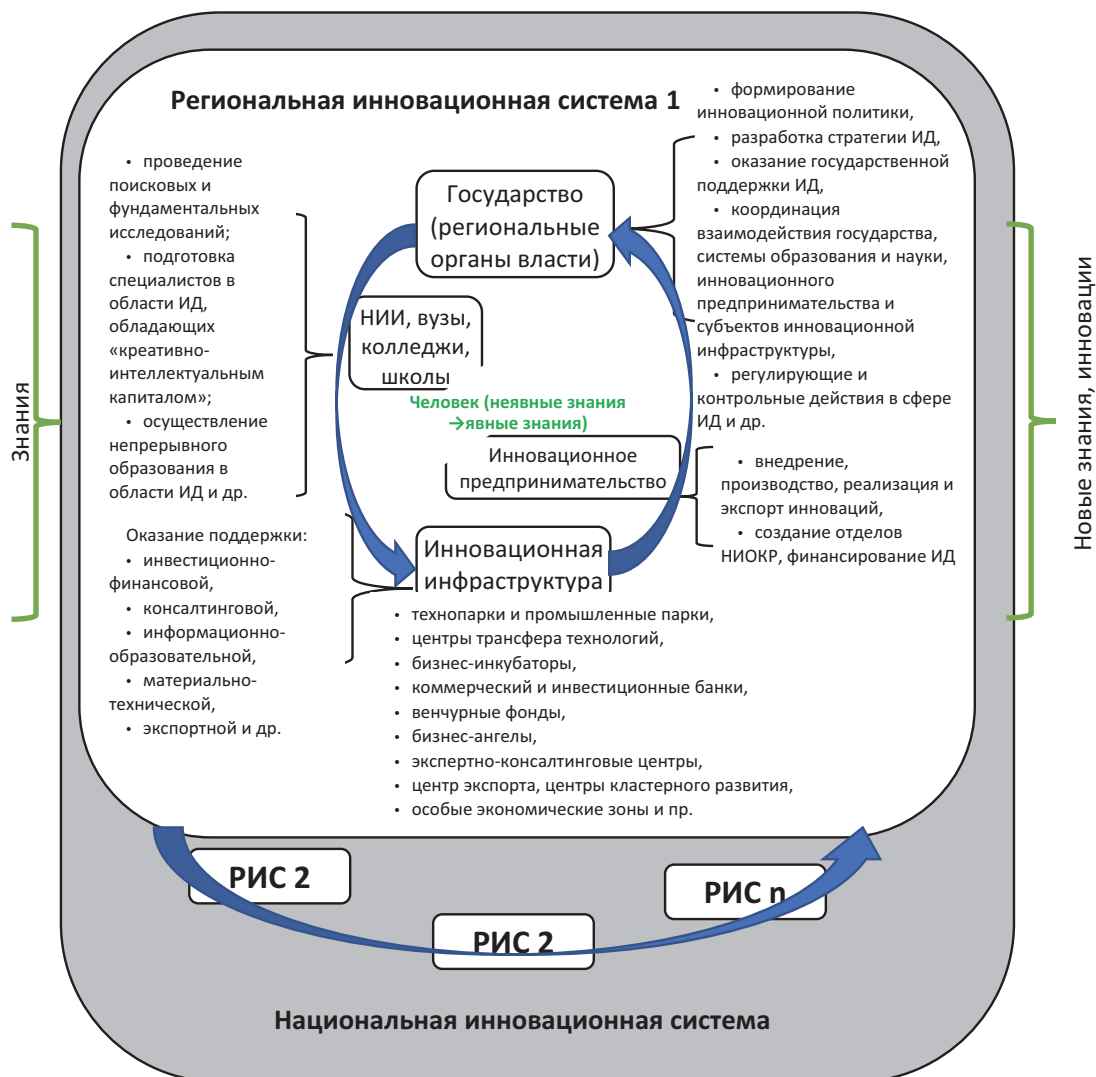 Региональная инновационная система 1
• проведение
поисковых и
фундаментальных
исследований;
• подготовка
специалистов в
области ИД,
обладающих
«креативно-
интеллектуальным
капиталом»;
• осуществление
непрерывного
образования в
области ИД и др.
Оказание поддержки:
• инвестиционно-
финансовой,
• консалтинговой,
• информационно-
образовательной,
• материально-
технической,
• экспортной и др.
Государство
(региональные
органы власти)
НИИ, вузы,
колледжи,
школы
Человек (неявные знания
→явные знания)
Инновационное
предпринимательство
Инновационная
инфраструктура
• технопарки и промышленные парки,
• центры трансфера технологий,
• бизнес-инкубаторы,
• коммерческий и инвестиционные банки,
• венчурные фонды,
• бизнес-ангелы,
• экспертно-консалтинговые центры,
• центр экспорта, центры кластерного развития,
• особые экономические зоны и пр.
• формирование
инновационной политики,
• разработка стратегии ИД,
• оказание государственной
поддержки ИД,
• координация
взаимодействия государства,
системы образования и науки,
инновационного
предпринимательства и
субъектов инновационной
инфраструктуры,
• регулирующие и
контрольные действия в сфере
ИД и др.
• внедрение,
производство, реализация и
экспорт инноваций,
• создание отделов
НИОКР, финансирование ИД
Знания
Новые знания, инновации
РИС 2
РИС 2
РИС n
Национальная инновационная система